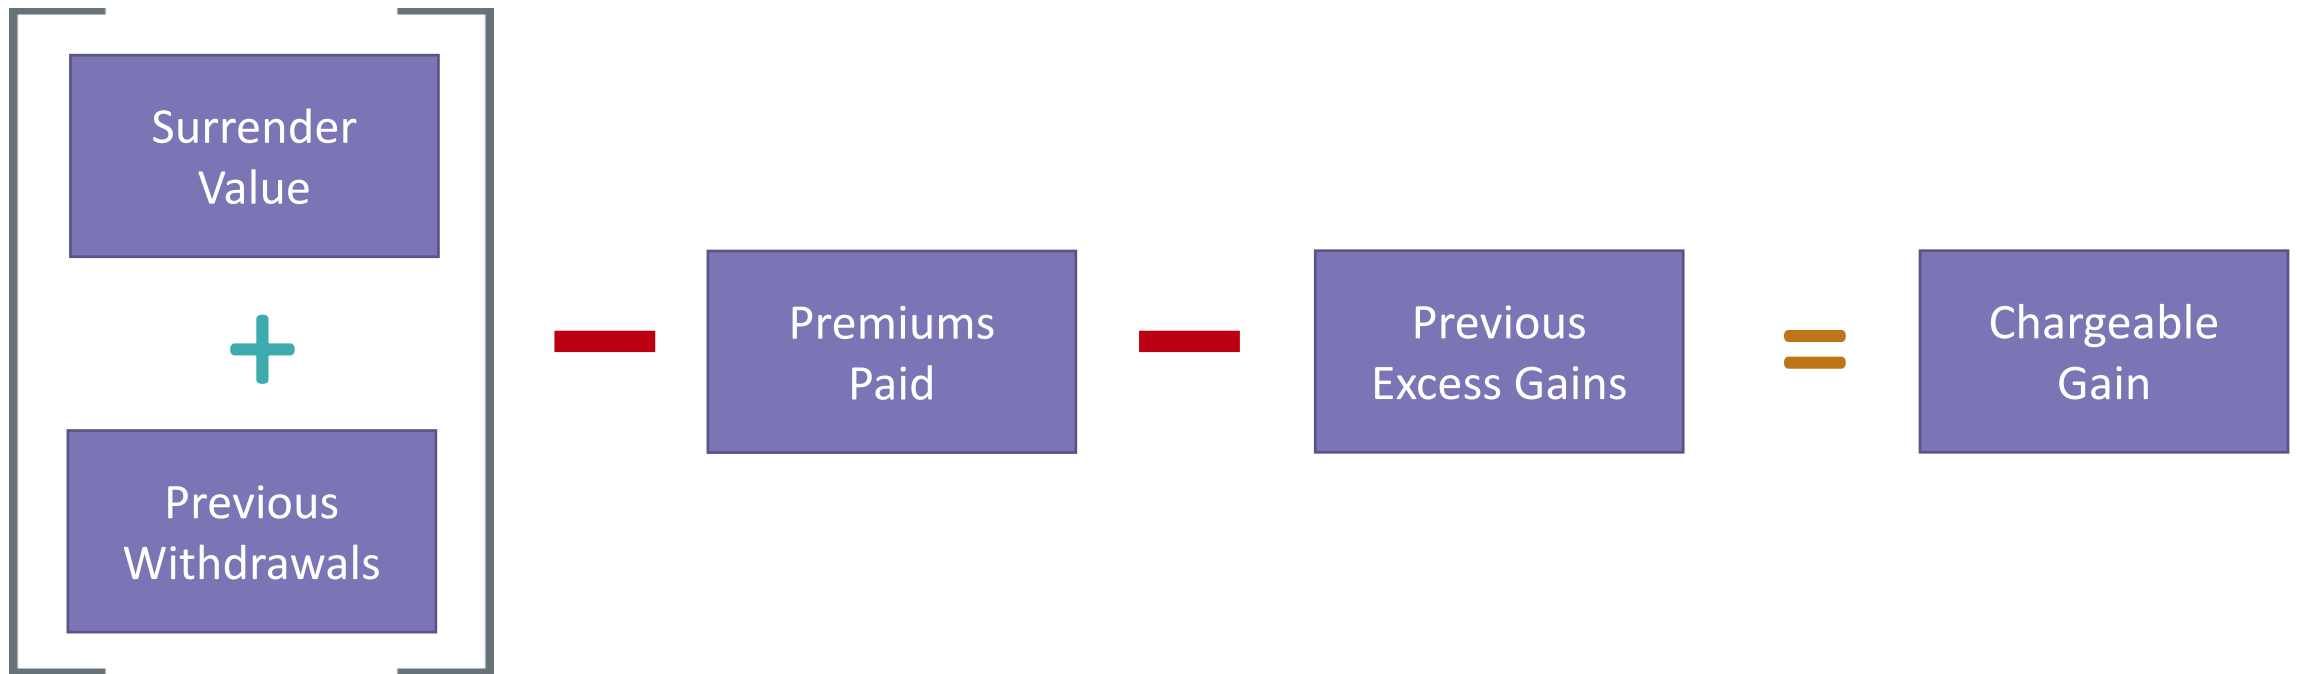 Surrender
Value
+
Previous
Withdrawals
−
Premiums
Paid
−
Previous
Excess Gains
=
Chargeable
Gain